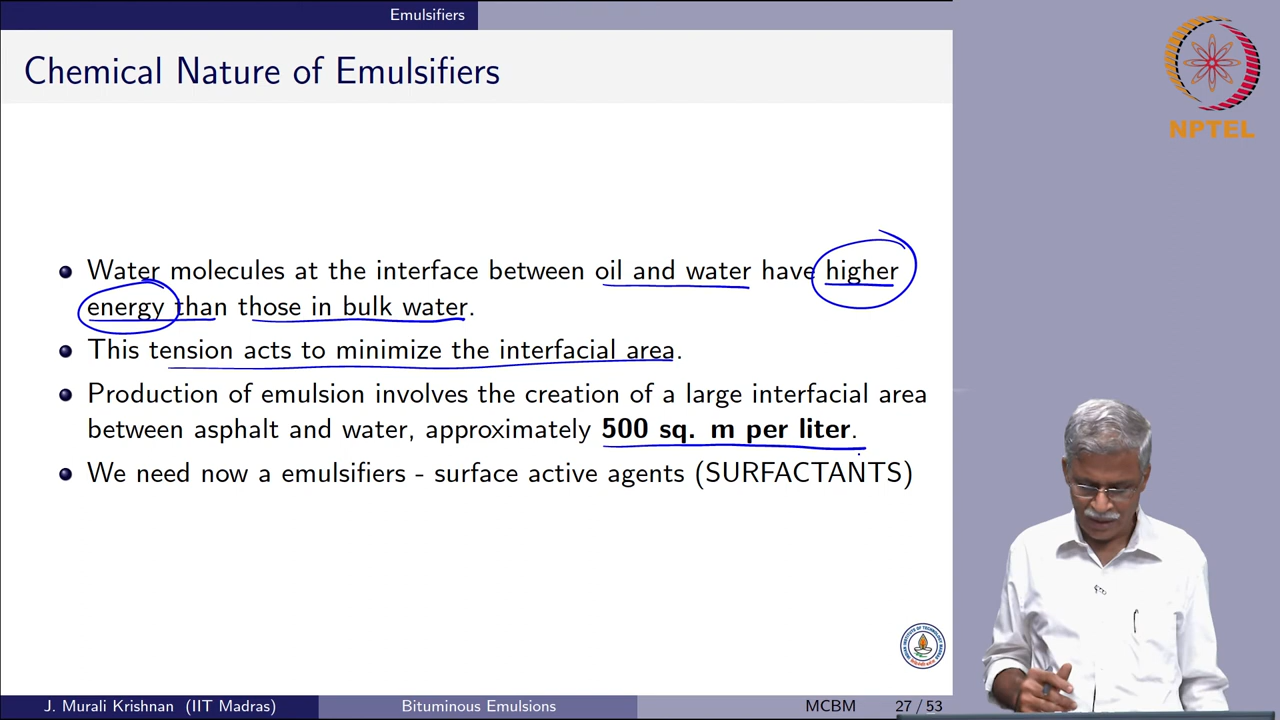 Emulsifiers
Chemical Nature of Emulsifiers
NPTEL
Water molecules at the interface between oil and water have higher
energy than those in bulk water.
This tension acts to minimize the interfacial area.
Production of emulsion involves the creation of a large interfacial area
between asphalt and water, approximately 500 sq. m per liter.
We need now a emulsifiers - surface active agents (SURFACTANTS)
J. Murali Krishnan (IIT Madras)
Bituminous Emulsions
MCBM
27 / 53